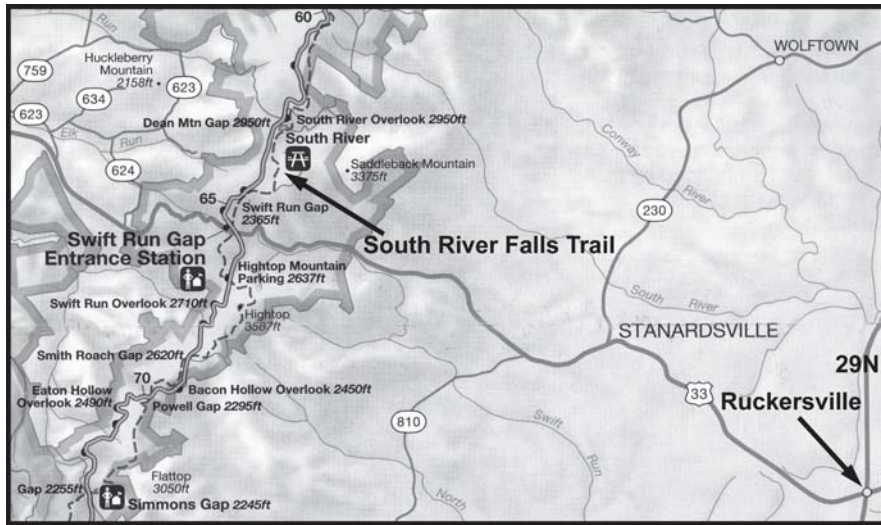 60
Run
Huckleberry
Mountain
2158ft
759
634
623
623
Elk
Run
624
Dean Mtn Gap 2950ft
South River Overlook 2950ft
South River
Saddleback Mountain
3375ft
WOLFTOWN
Conway
River
230
65
Swift Run Gap
2365ft
South River Falls Trail
Swift Run Gap
Entrance Station
Hightop Mountain
Parking 2637ft
Swift Run Overlook 2710ft
Hightop
3587ft
South
River
STANARDSVILLE
Smith Roach Gap 2620ft
29N
70
Bacon Hollow Overlook 2450ft
Eaton Hollow
Overlook 2490ft
Powell Gap 2295ft
33
Ruckersville
810
Swift
Run
Flattop
3050ft
Gap 2255ft
Simmons Gap 2245ft
North